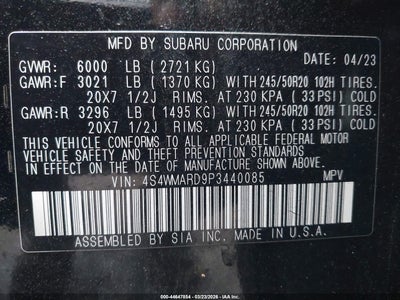 MFD BY SUBARU CORPORATION
GVWR: 6000 LB (2721 KG) DATE: 04/23
GAWR:F 3021 LB (1370 KG) WITH 245/50R20 102H TIRES.
20X7 1/2J RIMS. AT 230 KPA (33PSI) COLD
GAWR:R 3296 LB (1495 KG) WITH 245/50R20 102H TIRES.
20X7 1/2J RIMS. AT 230 KPA (33PSI) COLD
THIS VEHICLE CONFORMS TO ALL APPLICABLE FEDERAL MOTOR
VEHICLE SAFETY STANDARDS
IN EFFECT ON THE DATE OF MANUFACTURE SHOWN ABOVE.
VIN: 4S4WMARD9P3440085 MPV
ASSEMBLED BY SIA INC. MADE IN U.S.A.
000-44647854 - 03/23/2026 - IAA Inc.